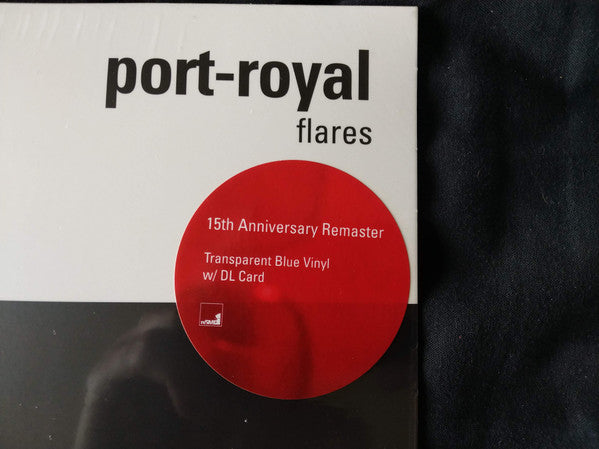 port-royal
flares
15th Anniversary Remaster
Transparent Blue Vinyl
w/ DL Card